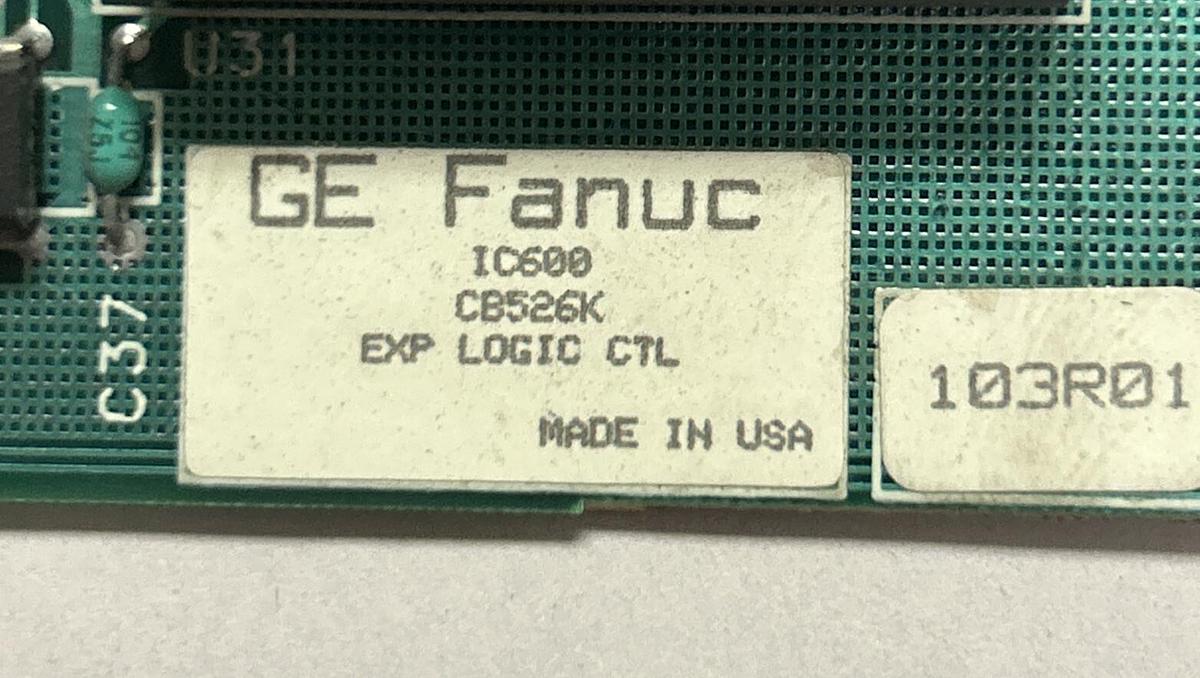 U31
GE Fanuc
IC600
CB526K
EXP LOGIC CTL
MADE IN USA
C37
103R01